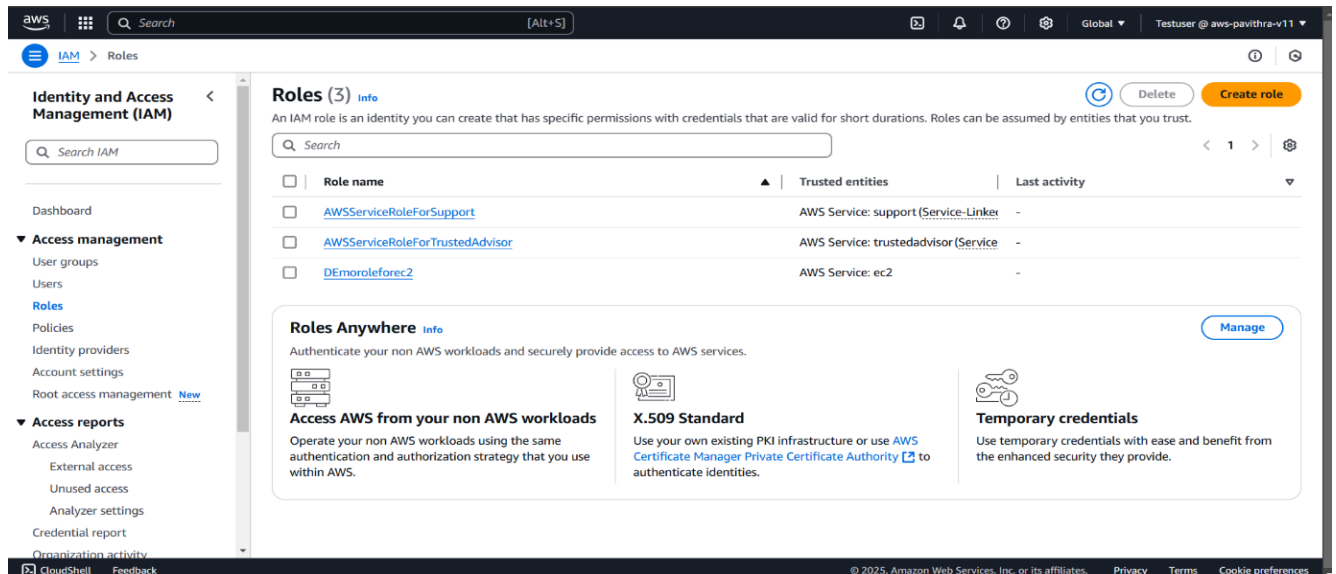 aws
Search [Alt+S] Global Testuser @ aws-pavithra-v11
IAM > Roles
Identity and Access
Management (IAM)
Search IAM
Dashboard
Access management
User groups
Users
Roles
Policies
Identity providers
Account settings
Root access management New
Access reports
Access Analyzer
External access
Unused access
Analyzer settings
Credential report
Organization activity
Roles (3) Info
Delete
Create role
An IAM role is an identity you can create that has specific permissions with credentials that are valid for short durations. Roles can be assumed by entities that you trust.
Search
< 1 >
Role name Trusted entities Last activity
AWSServiceRoleForSupport AWS Service: support (Service-Linked -
AWSServiceRoleForTrustedAdvisor AWS Service: trustedadvisor (Service -
DEmoroleforec2 AWS Service: ec2 -
Roles Anywhere Info
Manage
Authenticate your non AWS workloads and securely provide access to AWS services.
Access AWS from your non AWS workloads
Operate your non AWS workloads using the same
authentication and authorization strategy that you use
within AWS.
X.509 Standard
Use your own existing PKI infrastructure or use AWS
Certificate Manager Private Certificate Authority to
authenticate identities.
Temporary credentials
Use temporary credentials with ease and benefit from
the enhanced security they provide.
CloudShell Feedback © 2025, Amazon Web Services, Inc. or its affiliates. Privacy Terms Cookie preferences